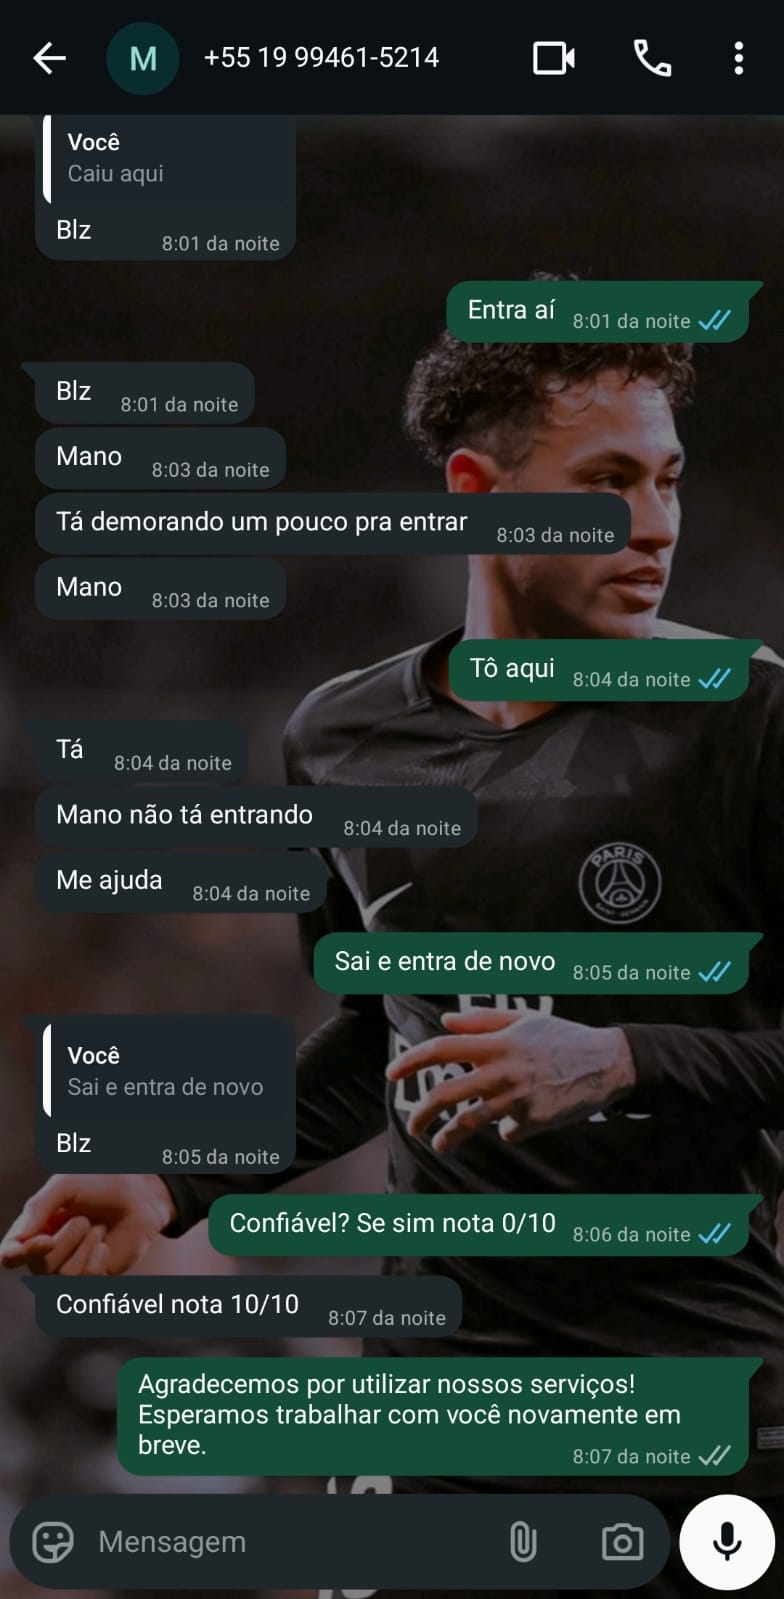 M +55 19 99461-5214
Você
Caiu aqui
Blz 8:01 da noite
Entra aí 8:01 da noite
Blz 8:01 da noite
Mano 8:03 da noite
Tá demorando um pouco pra entrar 8:03 da noite
Mano 8:03 da noite
Tô aqui 8:04 da noite
Tá 8:04 da noite
Mano não tá entrando 8:04 da noite
Me ajuda 8:04 da noite
PARIS
SAINT-GERMAIN
Sai e entra de novo 8:05 da noite
Você
Sai e entra de novo
Blz 8:05 da noite
Confiável? Se sim nota 0/10 8:06 da noite
Confiável nota 10/10 8:07 da noite
Agradecemos por utilizar nossos serviços!
Esperamos trabalhar com você novamente em
breve. 8:07 da noite
Mensagem